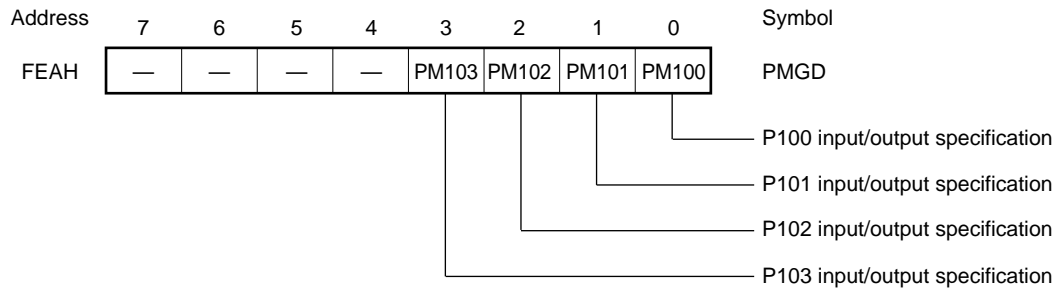 Address 7 6 5 4 3 2 1 0 Symbol
FEAH — — — — PM103 PM102 PM101 PM100 PMGD
P100 input/output specification
P101 input/output specification
P102 input/output specification
P103 input/output specification